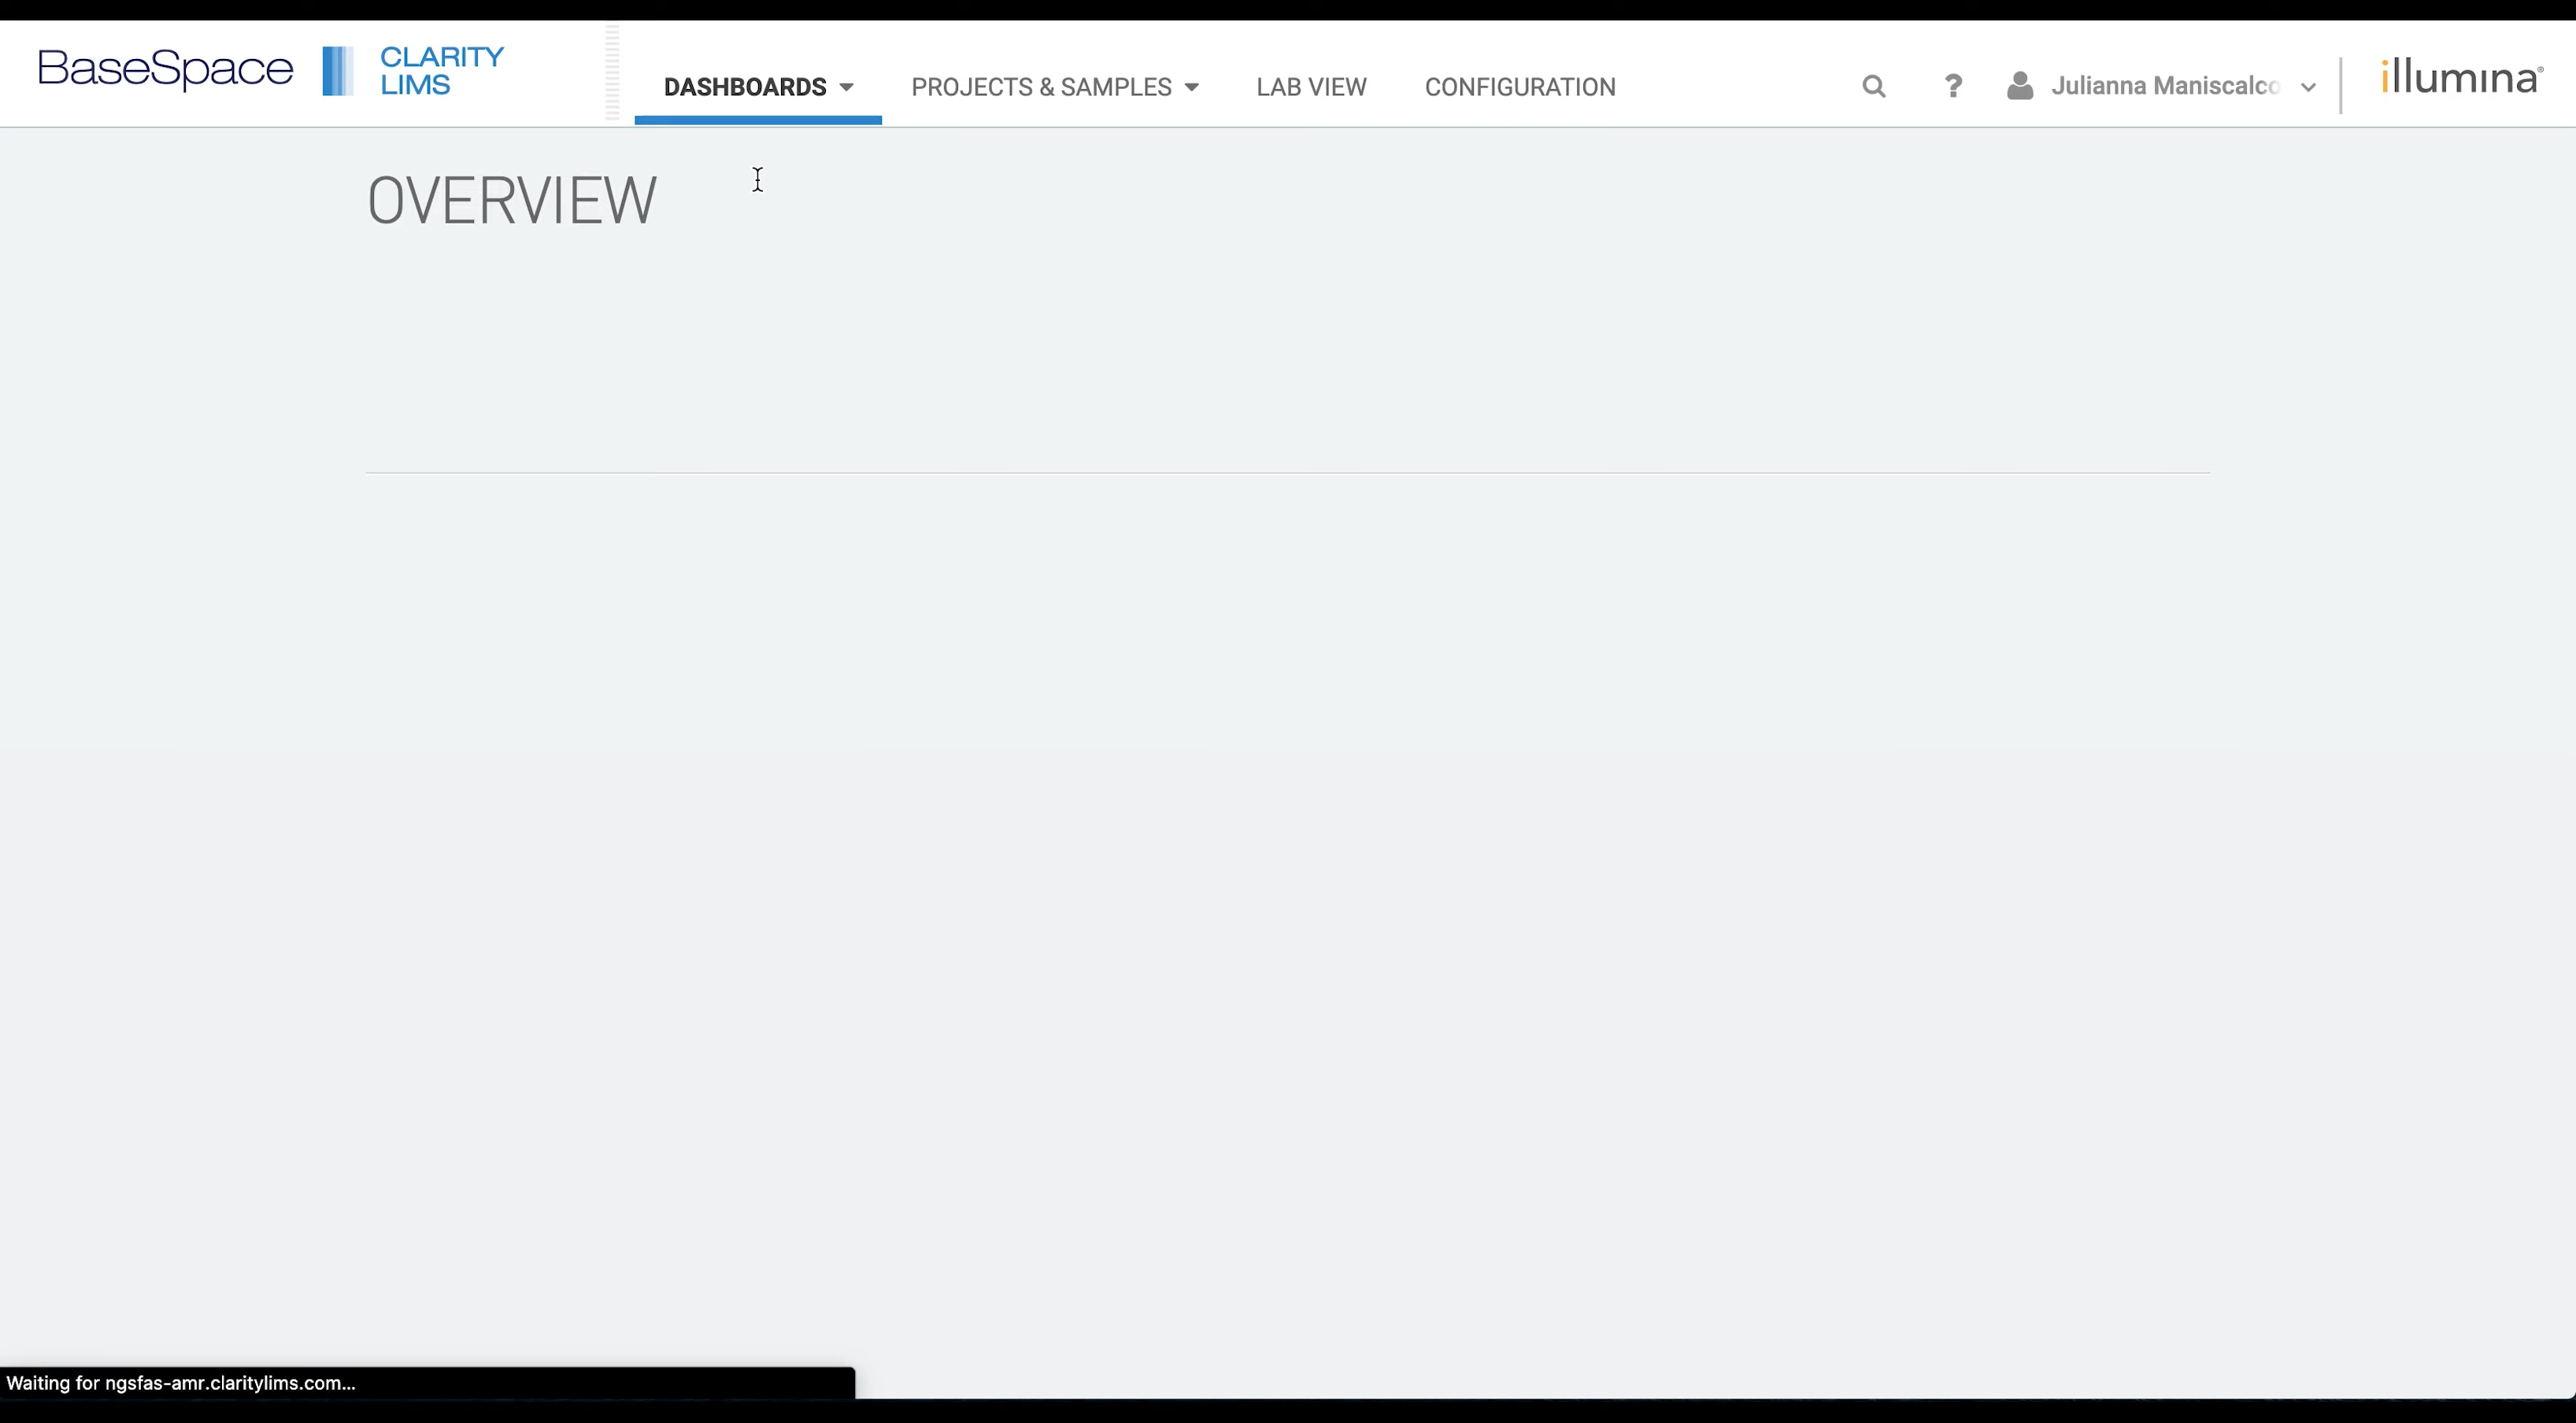 BaseSpace
CLARITY
LIMS
DASHBOARDS
PROJECTS & SAMPLES
LAB VIEW
CONFIGURATION
?
Julianna Maniscalco
illumina®
OVERVIEW
Waiting for ngsfas-amr.claritylims.com...